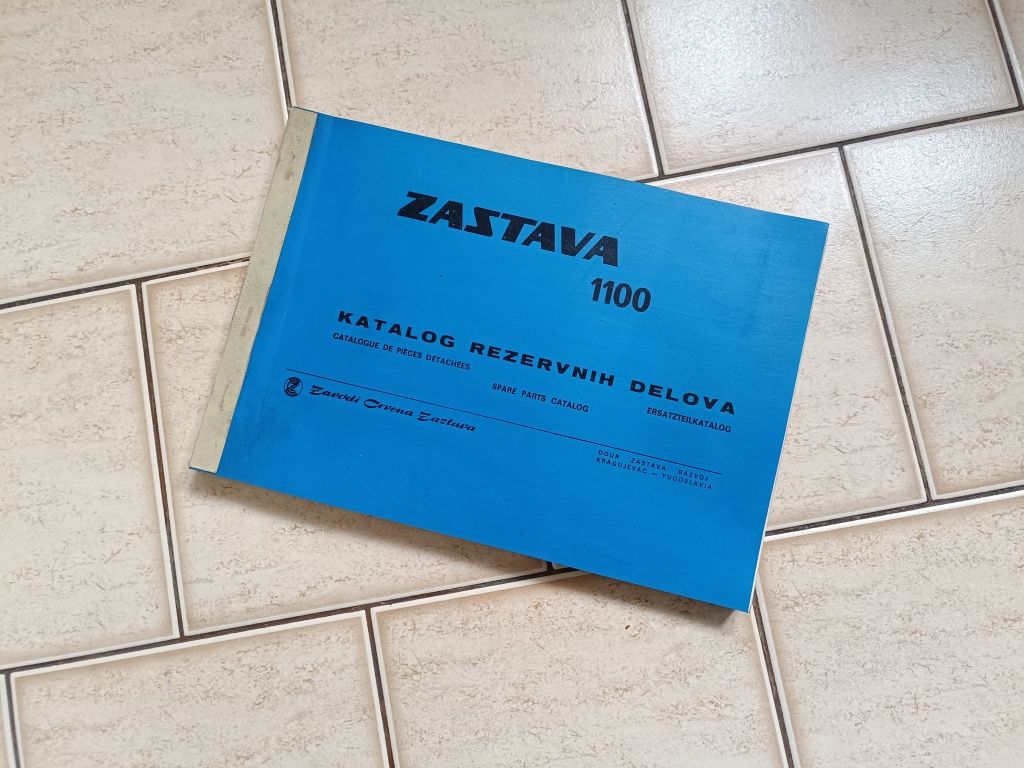 ZASTAVA
1100
KATALOG REZERVNIH DELOVA
CATALOGUE DE PIECES DETACHÉES
SPARE PARTS CATALOG
ERSATZTEILKATALOG
Zavodi Crvena Zastava
OOUR ZASTAVA RAZVOJ
KRAGUJEVAC — YUGOSLAVIA